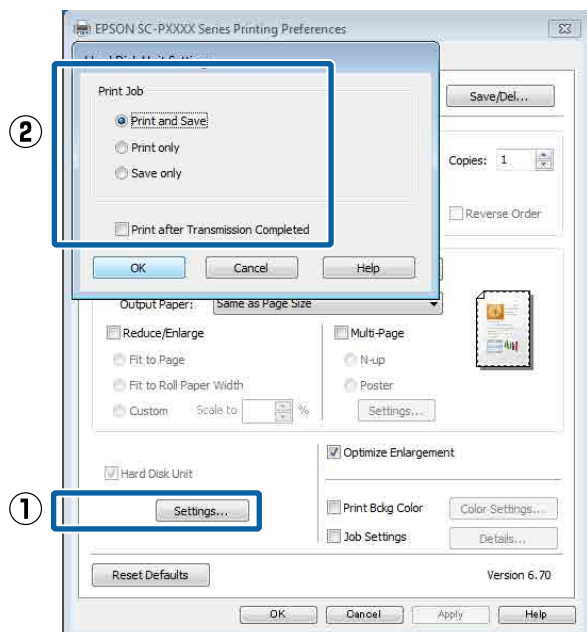 EPSON SC-PXXXX Series Printing Preferences
Print Job
Save/Del...
②
Print and Save
Print only
Copies: 1
Save only
Reverse Order
Print after Transmission Completed
OK Cancel Help
Output Paper: Same as Page Size
Reduce/Enlarge Multi-Page
Fit to Page N-up
Fit to Roll Paper Width Poster
Custom Scale to % Settings...
Optimize Enlargement
Hard Disk Unit
① Settings... Print Bckg Color Color Settings...
Job Settings Details...
Reset Defaults Version 6.70
OK Cancel Apply Help